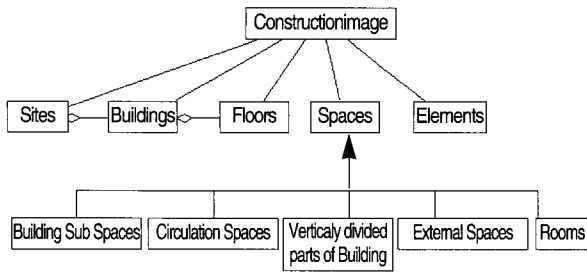 Constructionimage
Sites
Buildings
Floors
Spaces
Elements
Building Sub Spaces
Circulation Spaces
Verticaly divided
parts of Building
External Spaces
Rooms